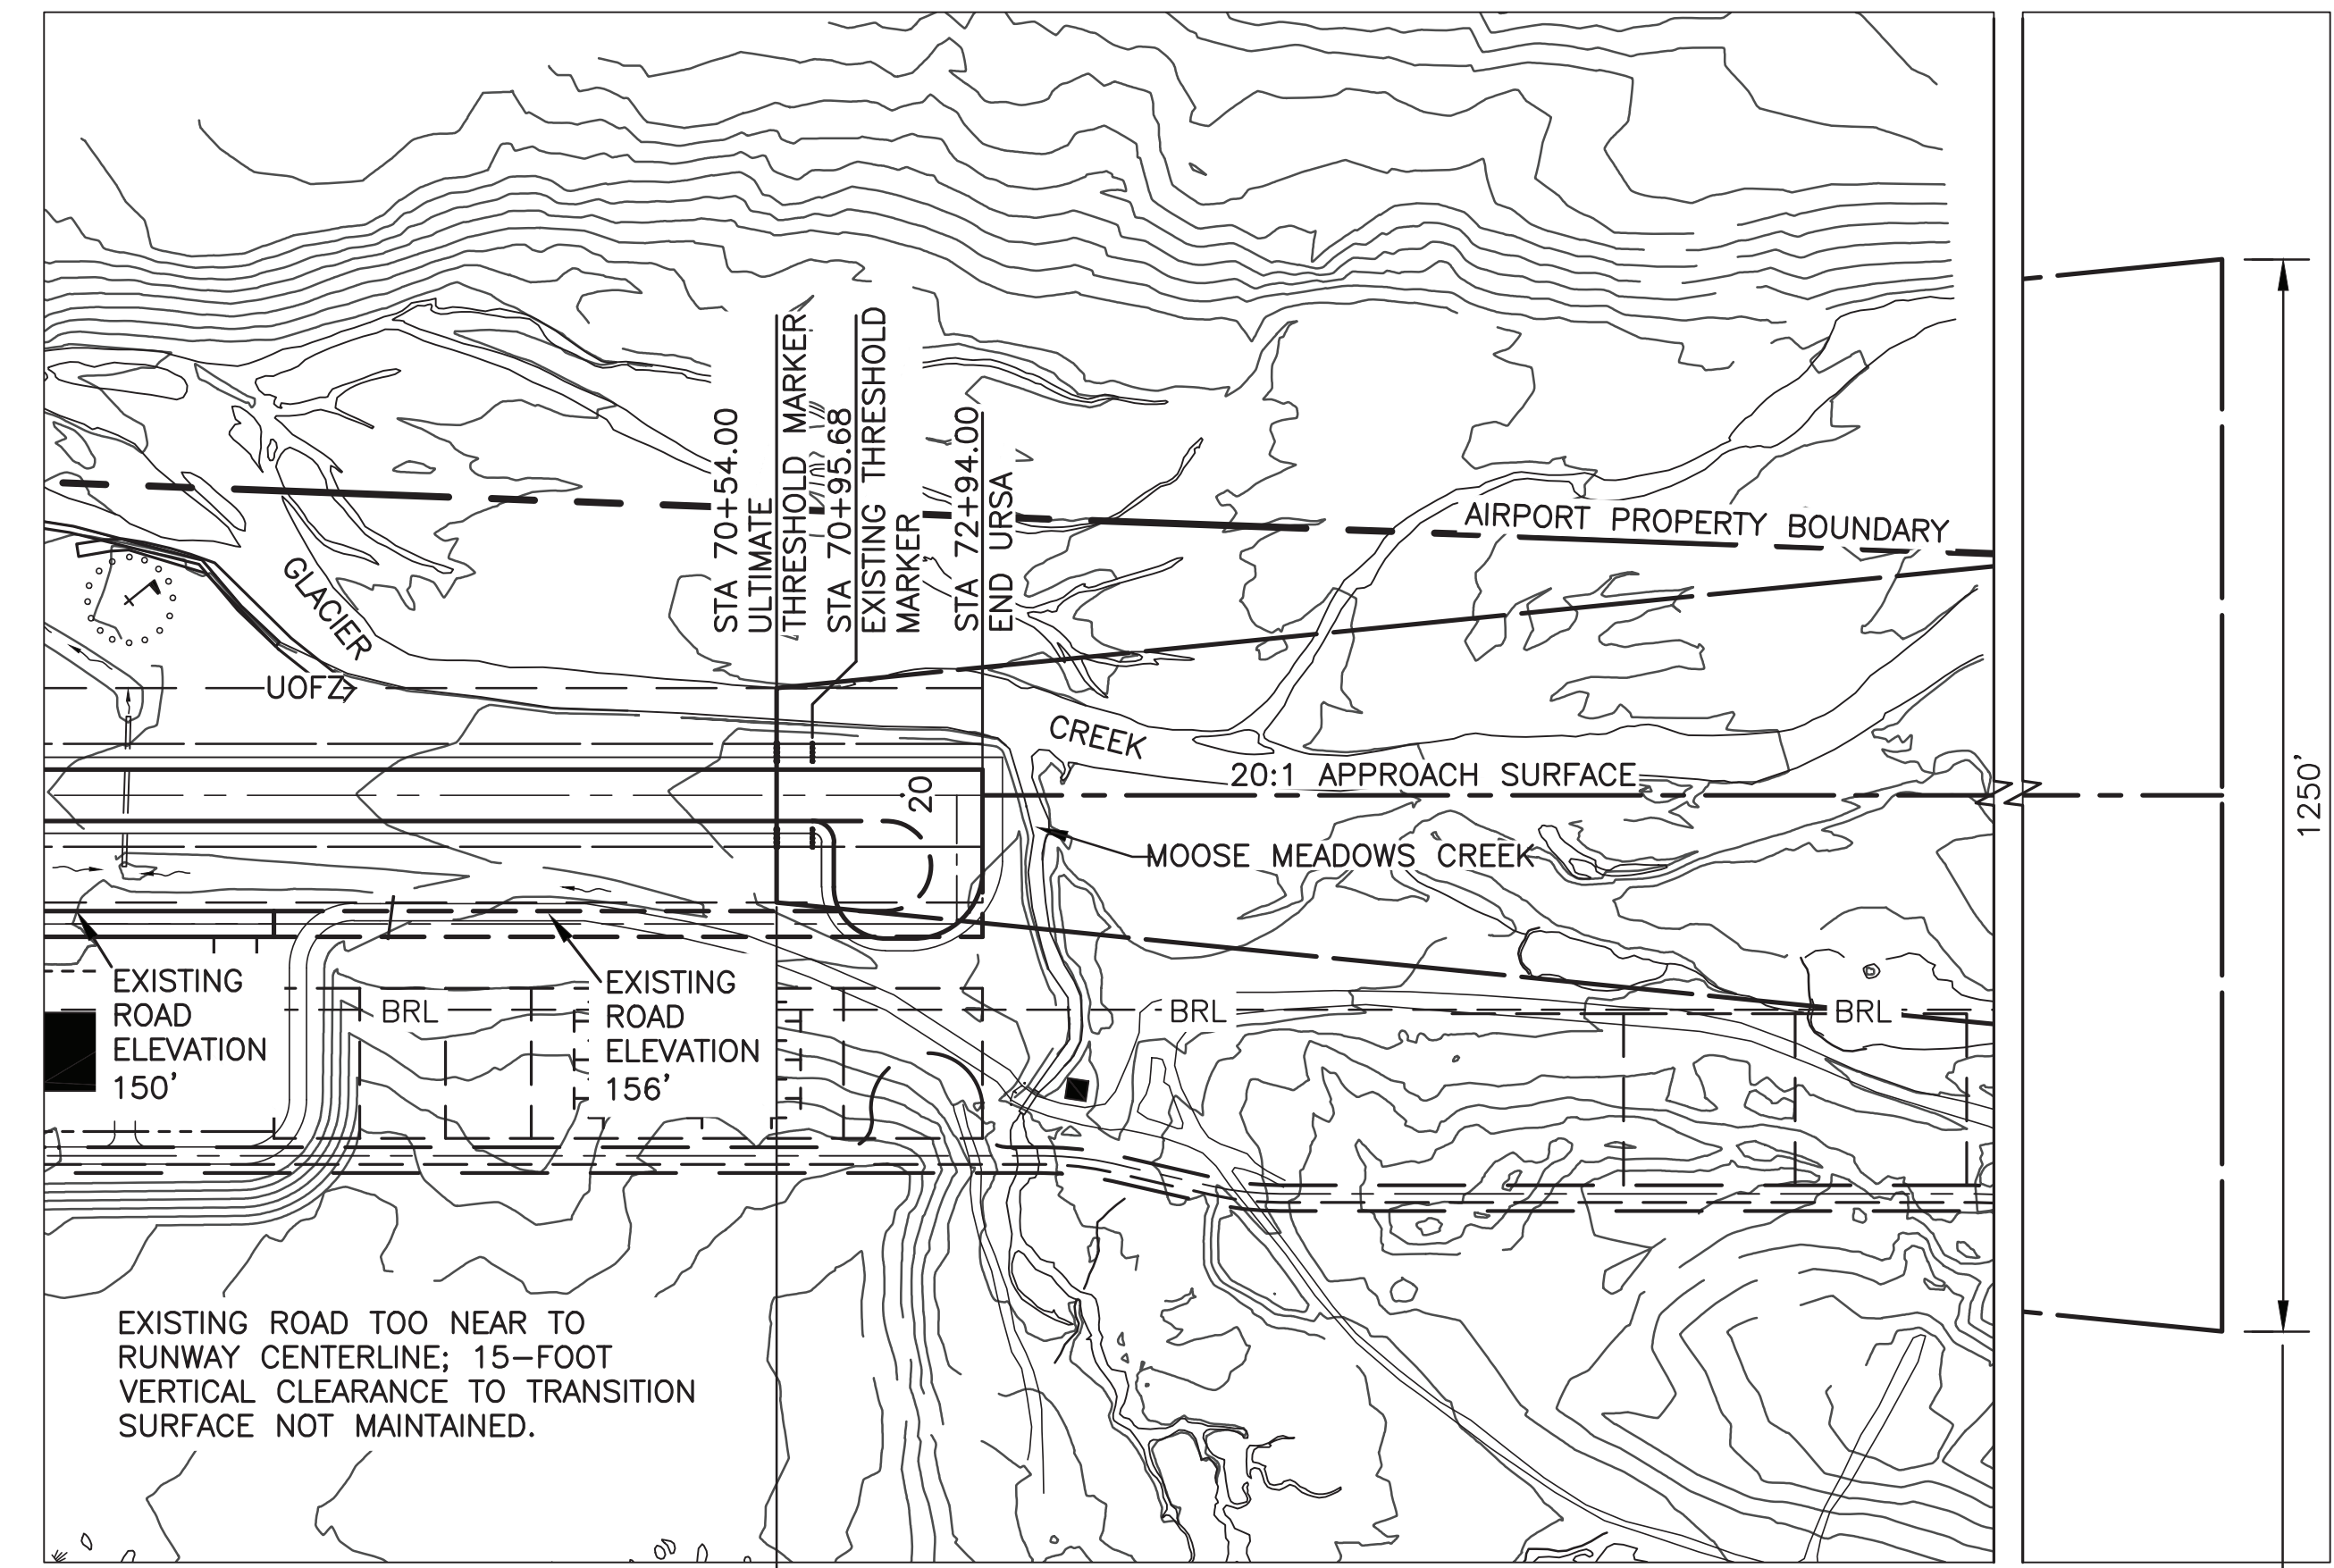 STA 70+54.00
ULTIMATE
THRESHOLD MARKER
STA 70+95.68
EXISTING THRESHOLD
MARKER
STA 72+94.00
END URSA
AIRPORT PROPERTY BOUNDARY
GLACIER
UOFZ
CREEK
20:1 APPROACH SURFACE
20
1250'
MOOSE MEADOWS CREEK
EXISTING
ROAD
ELEVATION
150'
BRL
EXISTING
ROAD
ELEVATION
156'
BRL
BRL
EXISTING ROAD TOO NEAR TO
RUNWAY CENTERLINE; 15-FOOT
VERTICAL CLEARANCE TO TRANSITION
SURFACE NOT MAINTAINED.